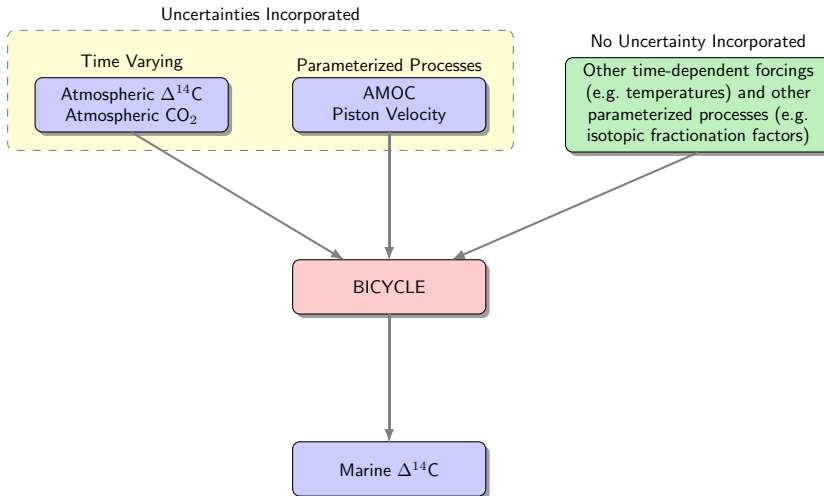 Uncertainties Incorporated
Time Varying
Atmospheric Δ¹⁴C
Atmospheric CO₂
Parameterized Processes
AMOC
Piston Velocity
No Uncertainty Incorporated
Other time-dependent forcings
(e.g. temperatures) and other
parameterized processes (e.g.
isotopic fractionation factors)
BICYCLE
Marine Δ¹⁴C